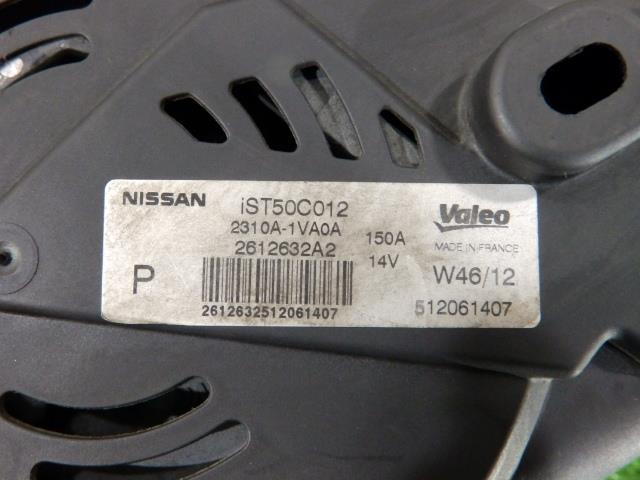 NISSAN iST50C012 Valeo
2310A-1VA0A 150A MADE IN FRANCE
2612632A2 14V
P W46/12
2612632512061407 512061407